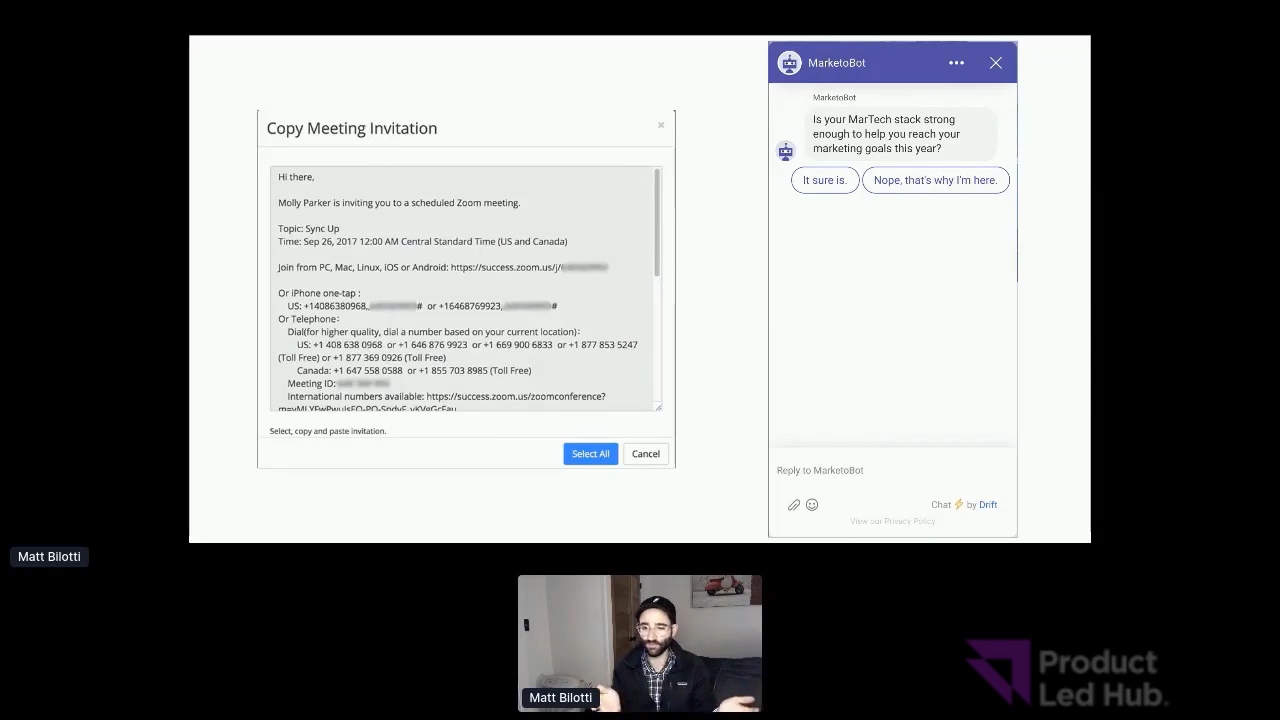 Copy Meeting Invitation
Hi there,
Molly Parker is inviting you to a scheduled Zoom meeting.
Topic: Sync Up
Time: Sep 26, 2017 12:00 AM Central Standard Time (US and Canada)
Join from PC, Mac, Linux, iOS or Android: https://success.zoom.us/j/
Or iPhone one-tap :
US: +14086380968,, # or +16468769923, #
Or Telephone:
Dial(for higher quality, dial a number based on your current location):
US: +1 408 638 0968 or +1 646 876 9923 or +1 669 900 6833 or +1 877 853 5247
(Toll Free) or +1 877 369 0926 (Toll Free)
Canada: +1 647 558 0588 or +1 855 703 8985 (Toll Free)
Meeting ID:
International numbers available: https://success.zoom.us/zoomconference?
Select, copy and paste invitation.
Select All
Cancel
MarketoBot
MarketoBot
Is your MarTech stack strong
enough to help you reach your
marketing goals this year?
It sure is.
Nope, that's why I'm here.
Reply to MarketoBot
Chat ⚡ by Drift
View our Privacy Policy
Matt Bilotti
Matt Bilotti
Product
Led Hub.